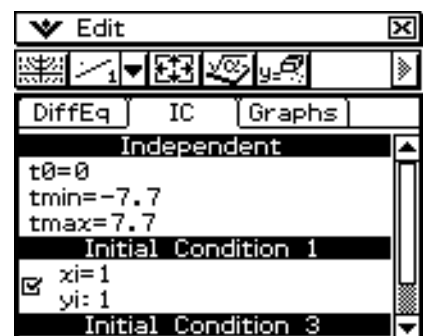 Edit
1 y=
DiffEq IC Graphs
Independent
t0=0
tmin=-7.7
tmax=7.7
Initial Condition 1
xi=1
yi: 1
Initial Condition 3